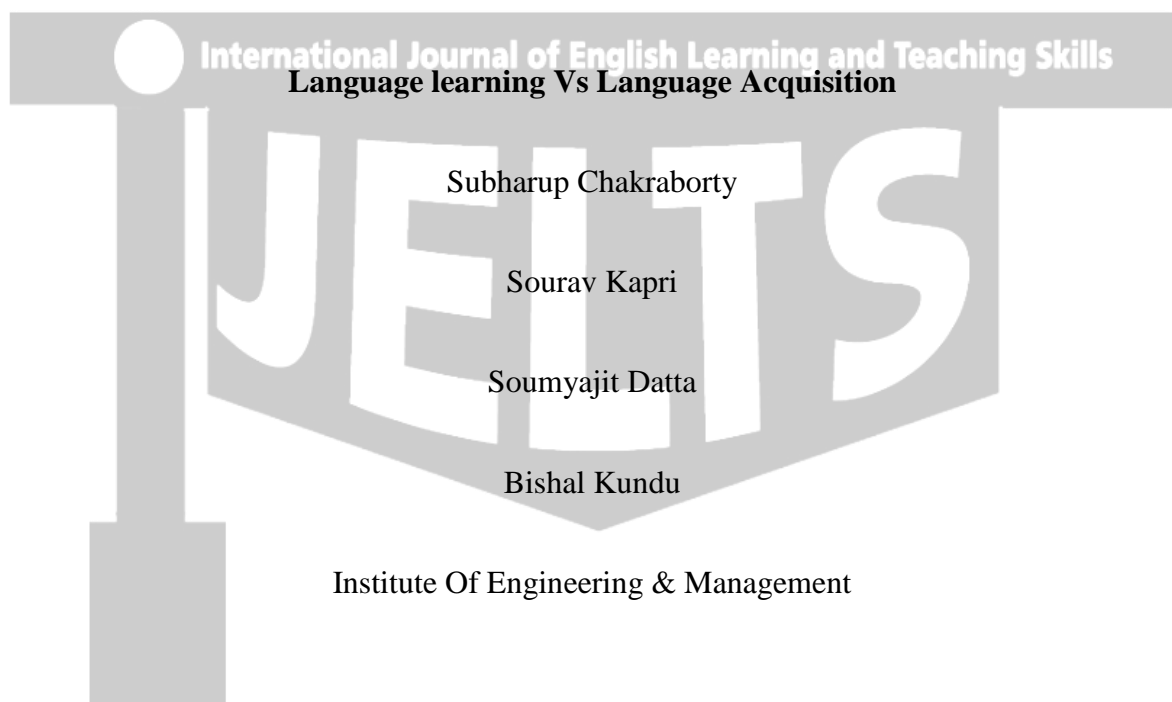 International Journal of English Learning and Teaching Skills
Language learning Vs Language Acquisition
Subharup Chakraborty
JELTS
Sourav Kapri
Soumyajit Datta
Bishal Kundu
Institute Of Engineering & Management